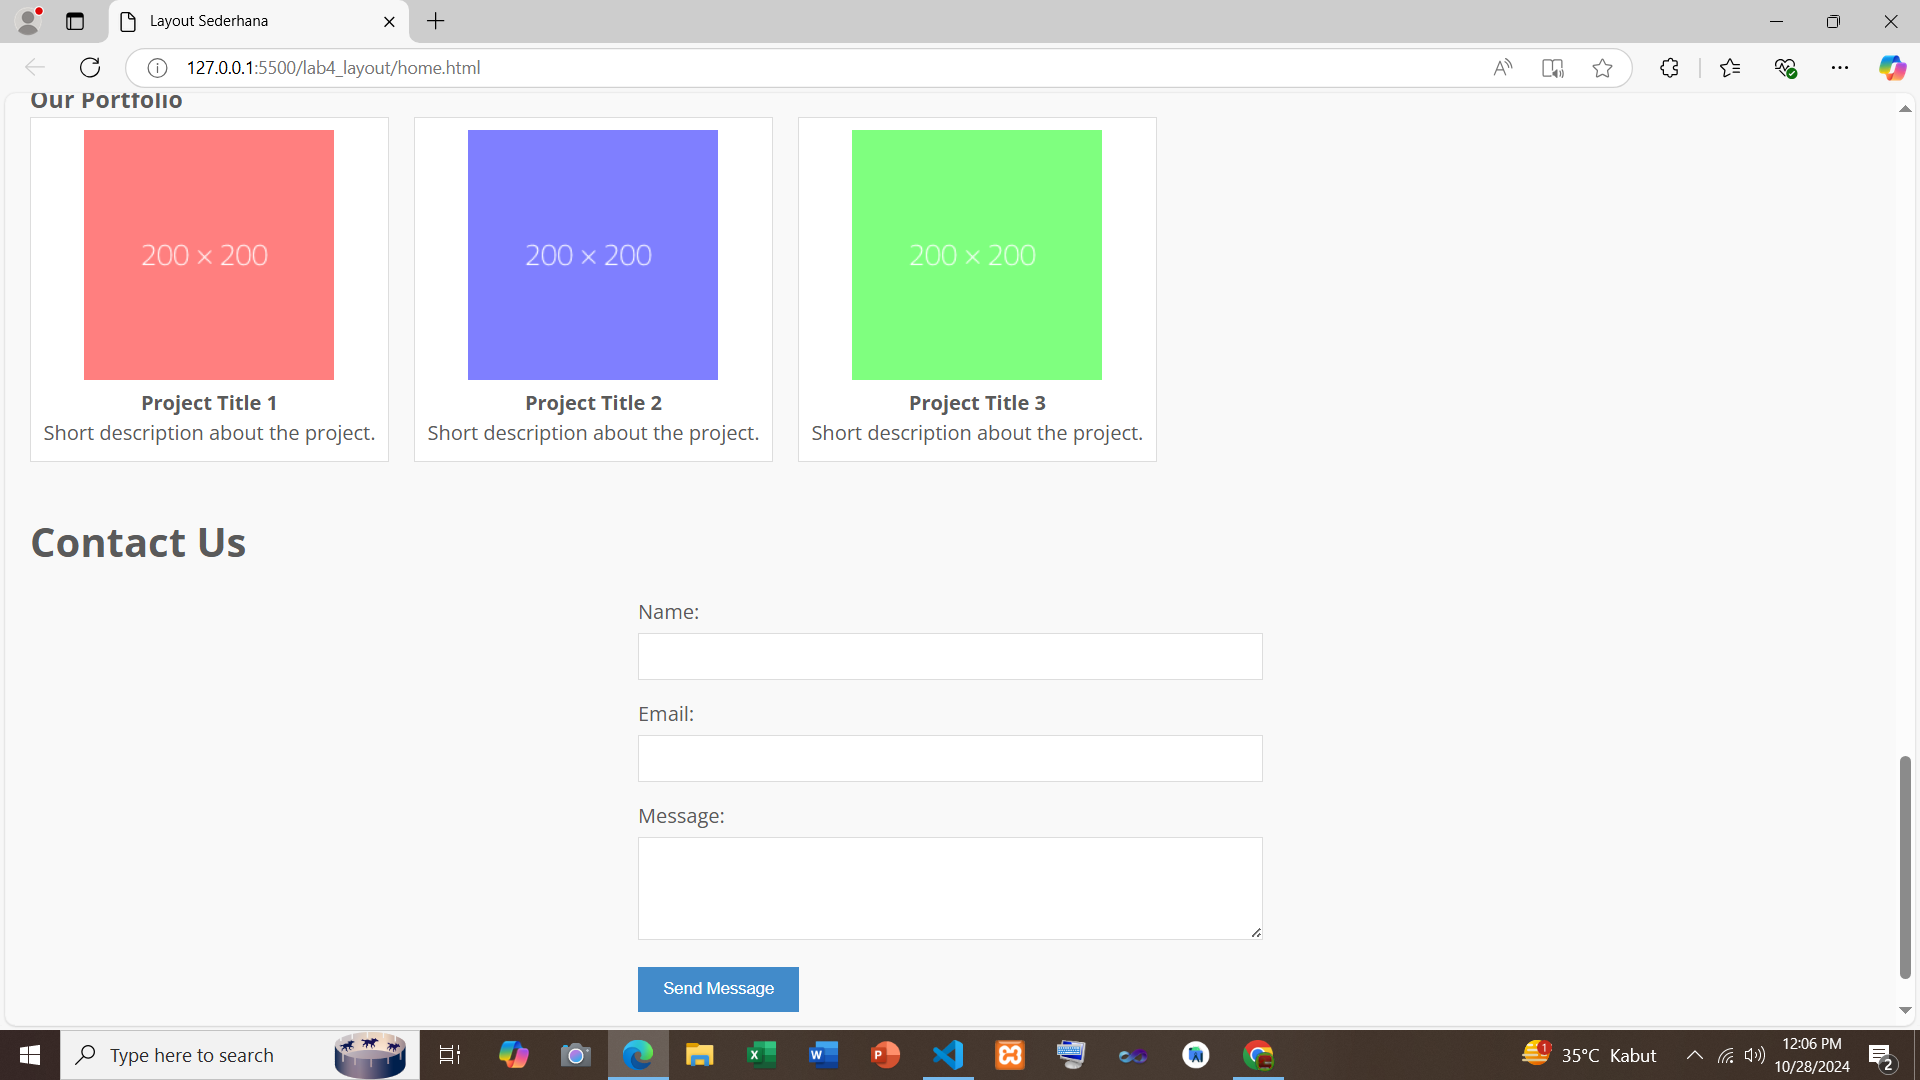 Layout Sederhana
127.0.0.1:5500/lab4_layout/home.html
Our Portfolio
200 × 200
200 × 200
200 × 200
Project Title 1
Short description about the project.
Project Title 2
Short description about the project.
Project Title 3
Short description about the project.
Contact Us
Name:
Email:
Message:
Send Message
Type here to search
1
35°C Kabut
12:06 PM
10/28/2024
2